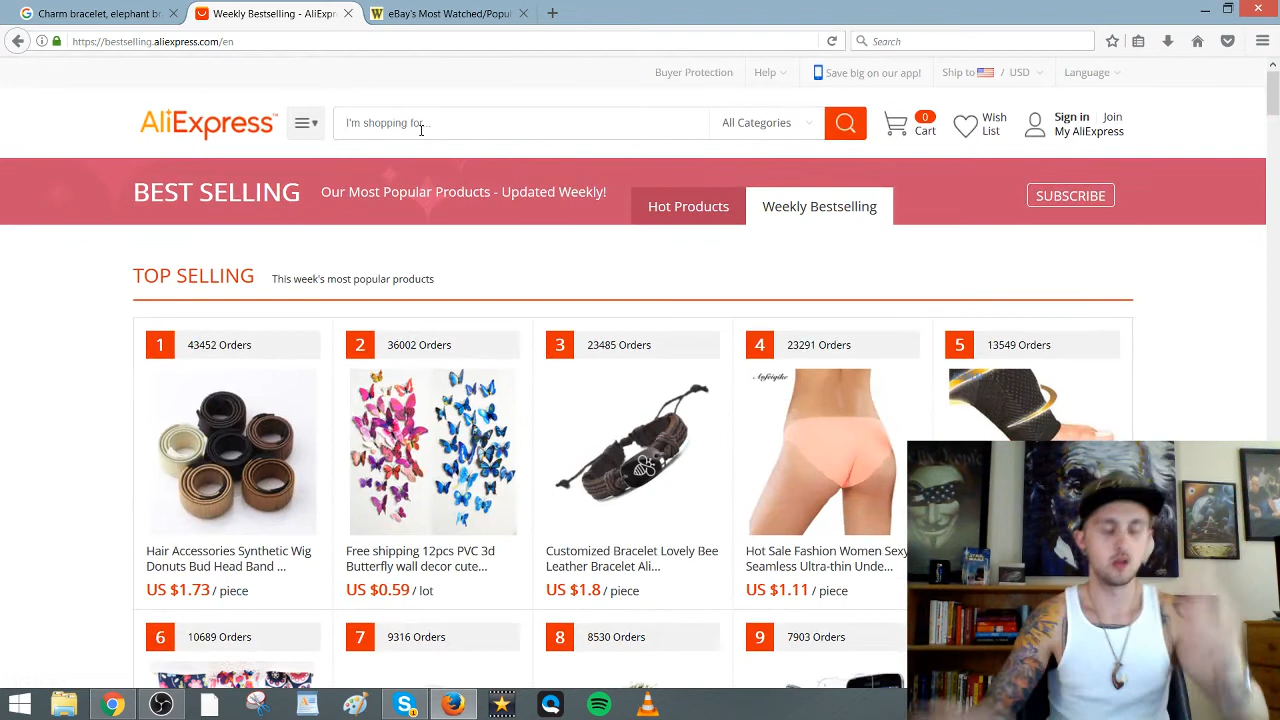 Charm bracelet, elephant br
Weekly Bestselling - AliExpr
eBay's Most Watched/Popul
https://bestselling.aliexpress.com/en
Search
Buyer Protection
Help
Save big on our app!
Ship to / USD
Language
AliExpress
I'm shopping for...
All Categories
0
Cart
Wish
List
Sign in Join
My AliExpress
BEST SELLING
Our Most Popular Products - Updated Weekly!
Hot Products
Weekly Bestselling
SUBSCRIBE
TOP SELLING
This week's most popular products
1 43452 Orders
2 36002 Orders
3 23485 Orders
4 23291 Orders
5 13549 Orders
Hair Accessories Synthetic Wig
Donuts Bud Head Band...
US $1.73 / piece
Free shipping 12pcs PVC 3d
Butterfly wall decor cute...
US $0.59 / lot
Customized Bracelet Lovely Bee
Leather Bracelet Ali...
US $1.8 / piece
Hot Sale Fashion Women Sexy
Seamless Ultra-thin Unde...
US $1.11 / piece
6 10689 Orders
7 9316 Orders
8 8530 Orders
9 7903 Orders